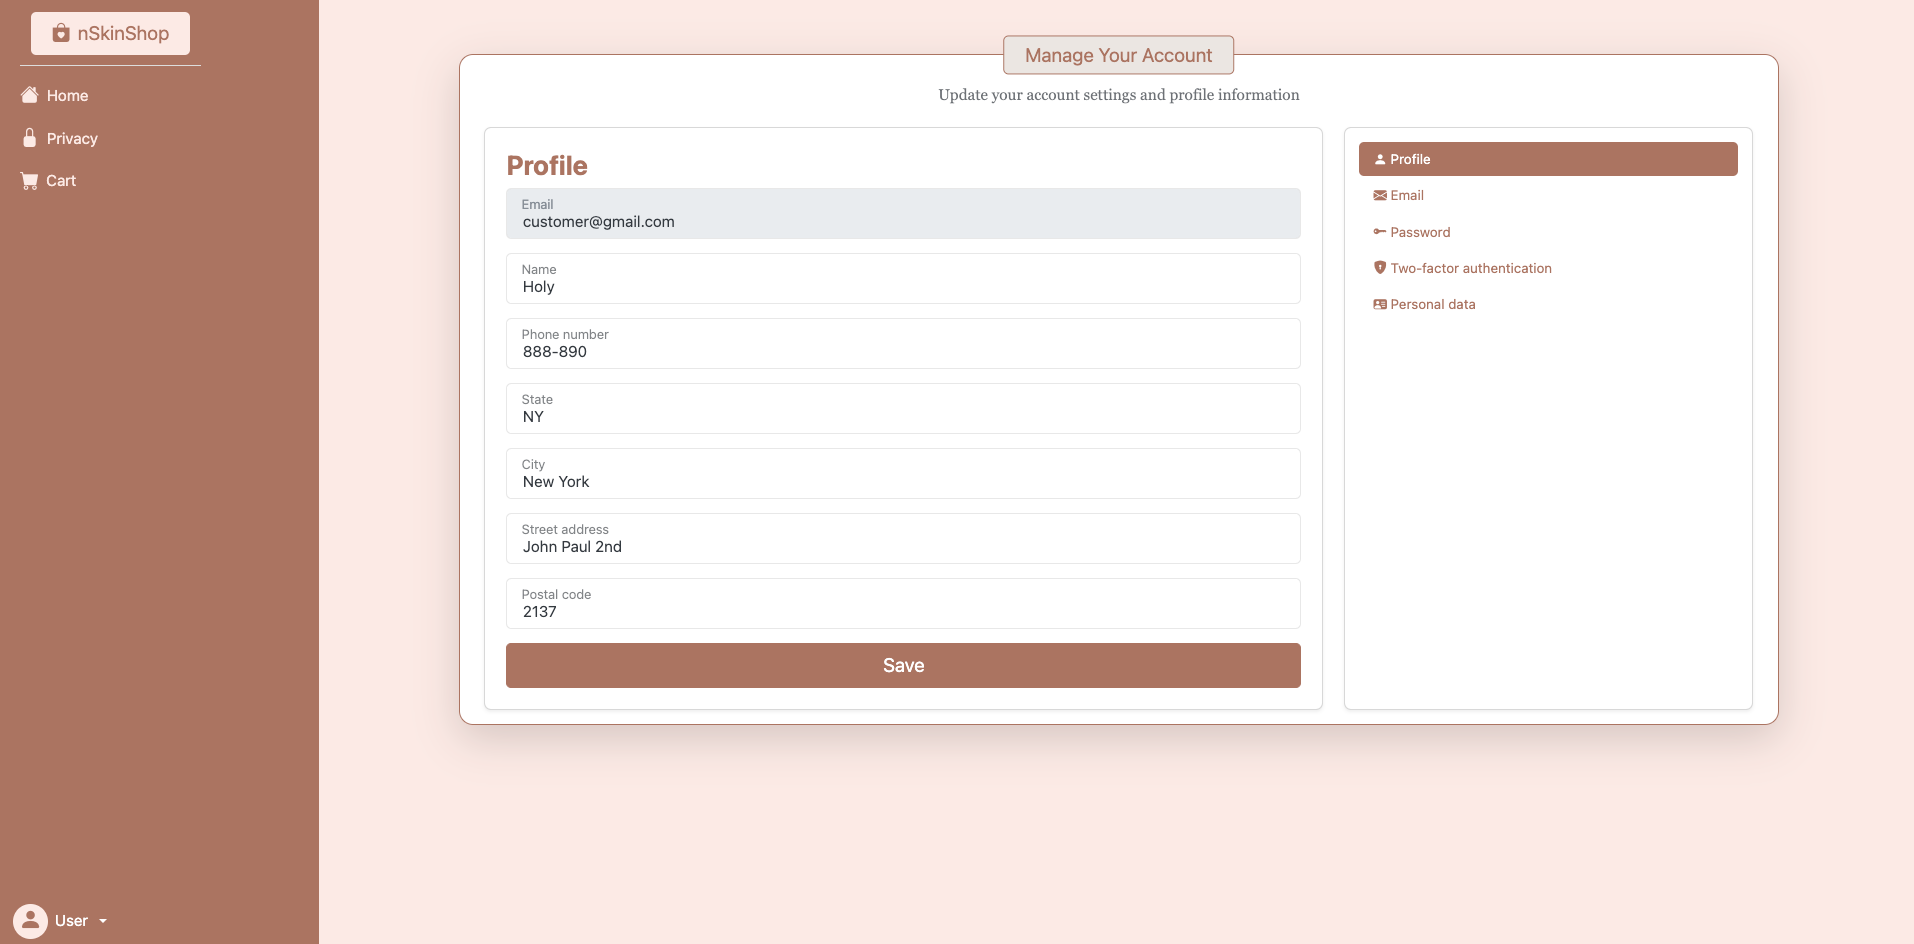 nSkinShop
Home
Privacy
Cart
User
Manage Your Account
Update your account settings and profile information
Profile
Email
customer@gmail.com
Name
Holy
Phone number
888-890
State
NY
City
New York
Street address
John Paul 2nd
Postal code
2137
Save
Profile
Email
Password
Two-factor authentication
Personal data